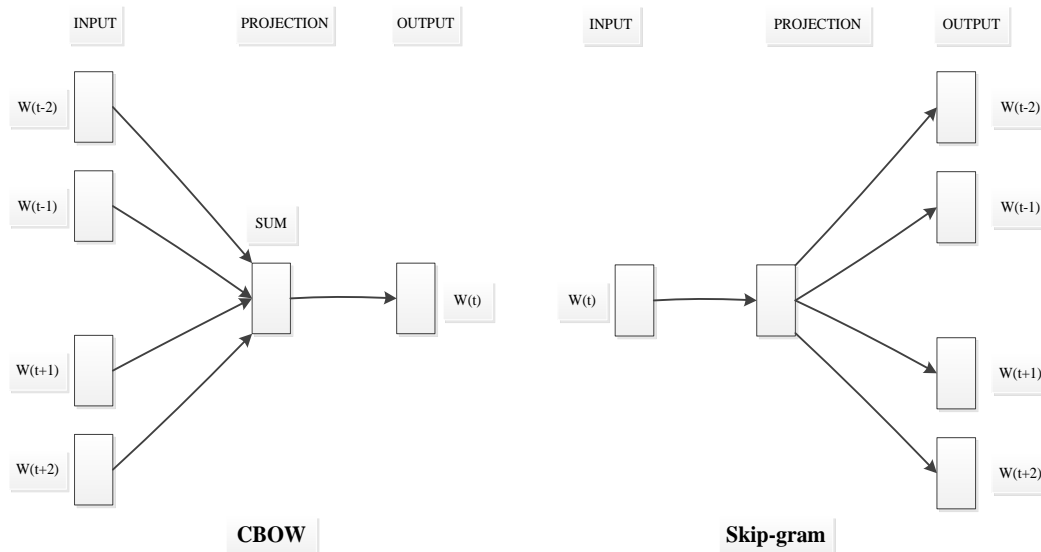 INPUT
PROJECTION
OUTPUT
W(t-2)
W(t-1)
SUM
W(t)
W(t+1)
W(t+2)
CBOW
INPUT
PROJECTION
OUTPUT
W(t-2)
W(t-1)
W(t)
W(t+1)
W(t+2)
Skip-gram